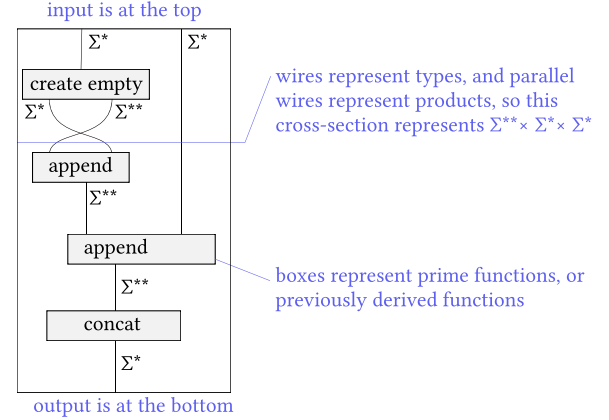 input is at the top
Σ* Σ*
create empty
Σ* Σ**
wires represent types, and parallel
wires represent products, so this
cross-section represents Σ**× Σ*× Σ*
append
Σ**
append
boxes represent prime functions, or
previously derived functions
Σ**
concat
Σ*
output is at the bottom